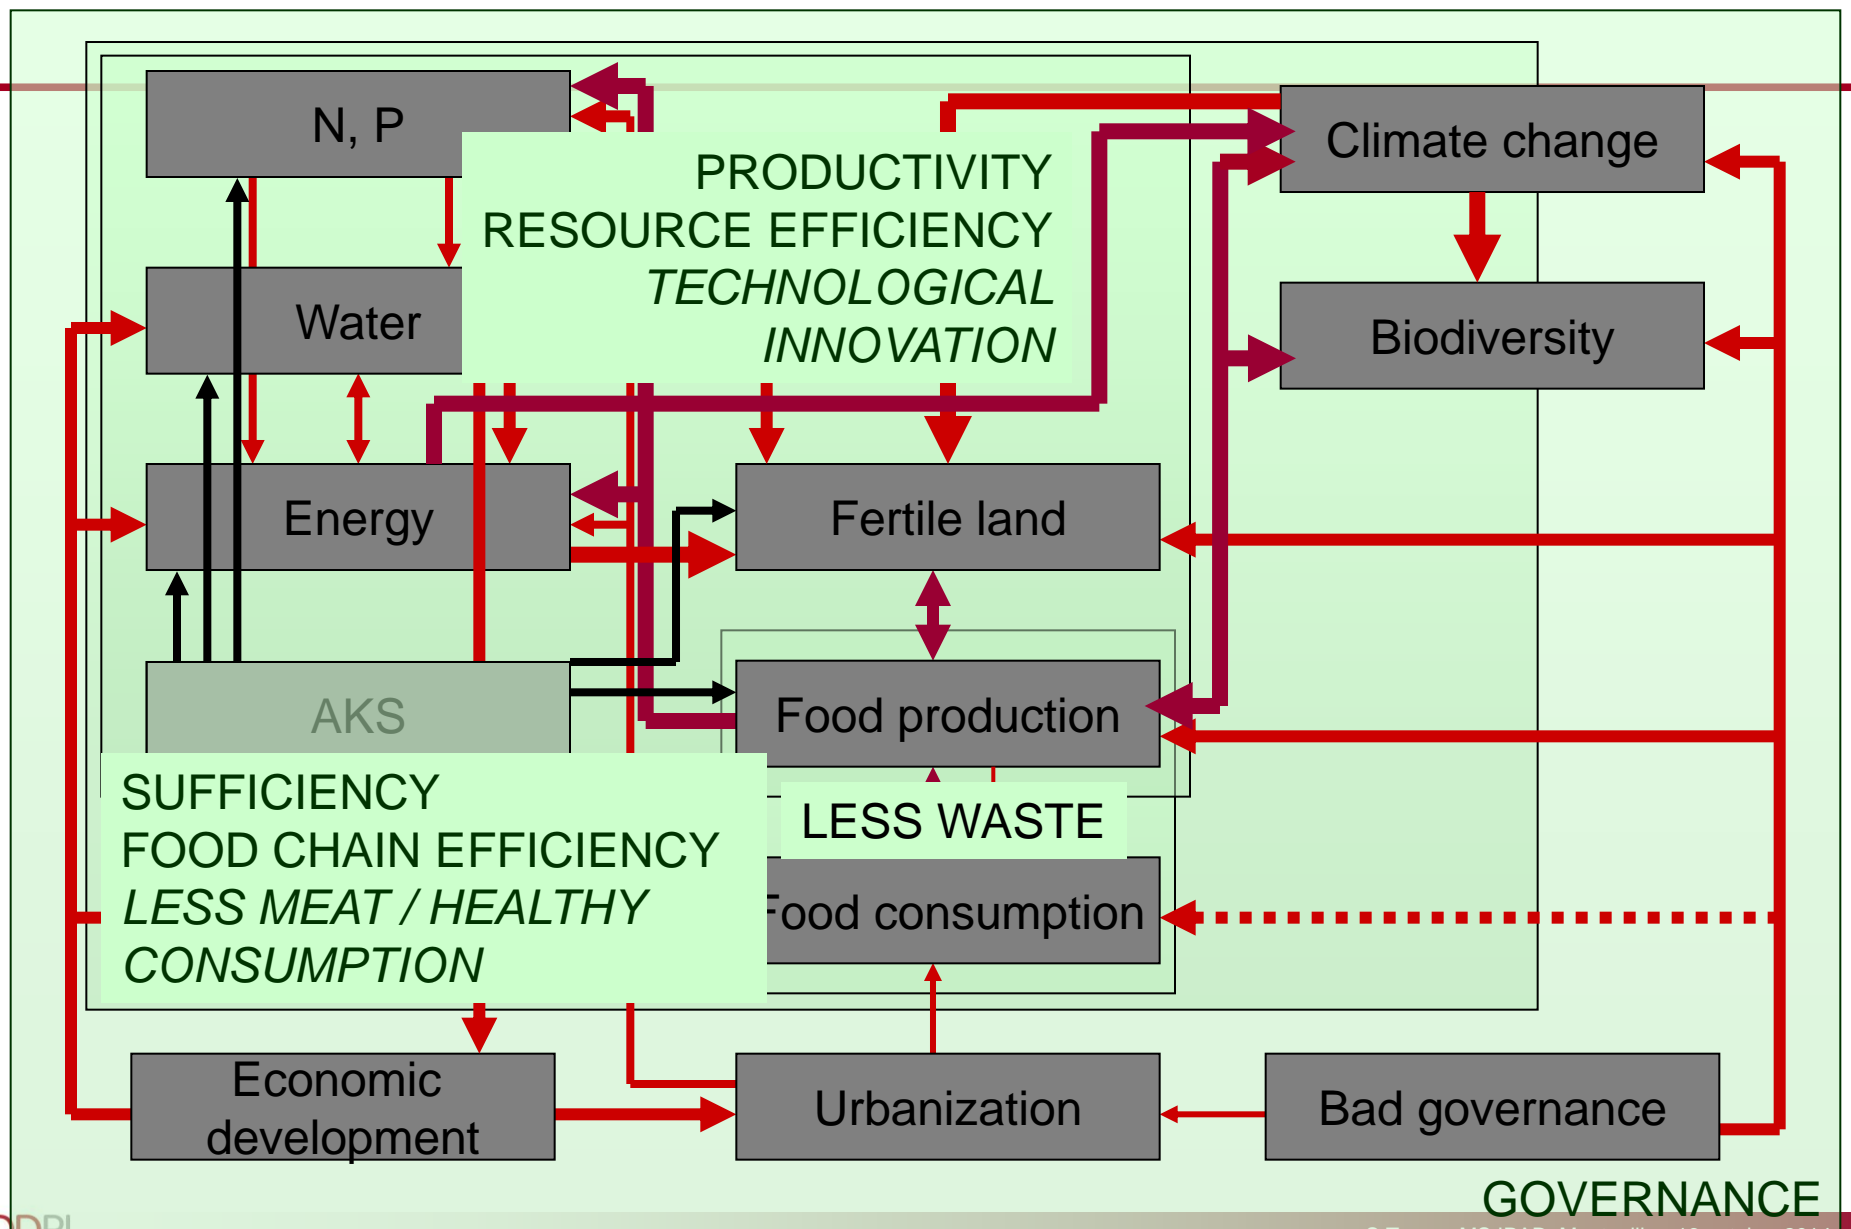 N, P
Climate change
PRODUCTIVITY
RESOURCE EFFICIENCY
TECHNOLOGICAL
INNOVATION
Water
Biodiversity
Energy
Fertile land
AKS
Food production
SUFFICIENCY
FOOD CHAIN EFFICIENCY
LESS MEAT / HEALTHY
CONSUMPTION
LESS WASTE
Food consumption
Economic
development
Urbanization
Bad governance
GOVERNANCE